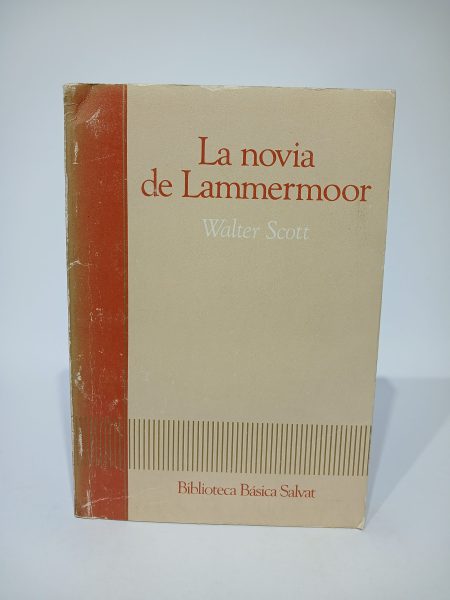 La novia
de Lammermoor
Walter Scott
Biblioteca Básica Salvat